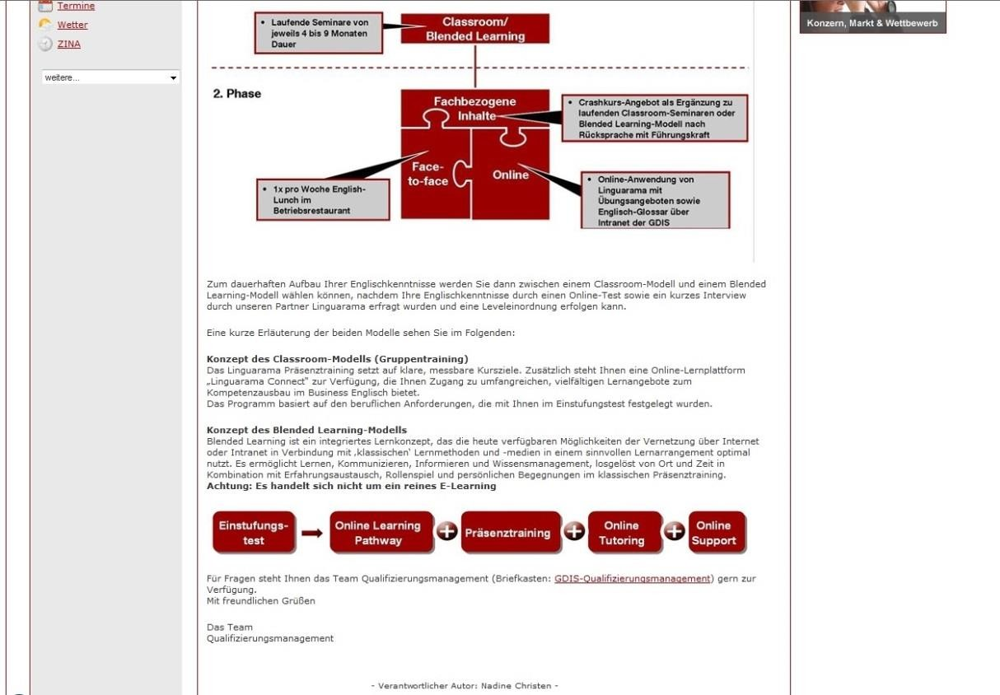 Termine
Wetter
ZINA
weitere...
Konzern, Markt & Wettbewerb
• Laufende Seminare von
jeweils 4 bis 9 Monaten
Dauer
Classroom/
Blended Learning
2. Phase
Fachbezogene
Inhalte
• Crashkurs-Angebot als Ergänzung zu
laufenden Classroom-Seminaren oder
Blended Learning-Modell nach
Rücksprache mit Führungskraft
Face-
to-face
Online
• 1x pro Woche English-
Lunch im
Betriebsrestaurant
• Online-Anwendung von
Linguarama mit
Übungsangeboten sowie
Englisch-Glossar über
Intranet der GDIS
Zum dauerhaften Aufbau Ihrer Englischkenntnisse werden Sie dann zwischen einem Classroom-Modell und einem Blended
Learning-Modell wählen können, nachdem Ihre Englischkenntnisse durch einen Online-Test sowie ein kurzes Interview
durch unseren Partner Linguarama erfragt wurden und eine Leveleinordnung erfolgen kann.
Eine kurze Erläuterung der beiden Modelle sehen Sie im Folgenden:
Konzept des Classroom-Modells (Gruppentraining)
Das Linguarama Präsenztraining setzt auf klare, messbare Kursziele. Zusätzlich steht Ihnen eine Online-Lernplattform
„Linguarama Connect“ zur Verfügung, die Ihnen Zugang zu umfangreichen, vielfältigen Lernangebote zum
Kompetenzausbau im Business Englisch bietet.
Das Programm basiert auf den beruflichen Anforderungen, die mit Ihnen im Einstufungstest festgelegt wurden.
Konzept des Blended Learning-Modells
Blended Learning ist ein integriertes Lernkonzept, das die heute verfügbaren Möglichkeiten der Vernetzung über Internet
oder Intranet in Verbindung mit ‚klassischen‘ Lernmethoden und -medien in einem sinnvollen Lernarrangement optimal
nutzt. Es ermöglicht Lernen, Kommunizieren, Informieren und Wissensmanagement, losgelöst von Ort und Zeit in
Kombination mit Erfahrungsaustausch, Rollenspiel und persönlichen Begegnungen im klassischen Präsenztraining.
Achtung: Es handelt sich nicht um ein reines E-Learning
Einstufungs-
test
Online Learning
Pathway
+
Präsenztraining
+
Online
Tutoring
+
Online
Support
Für Fragen steht Ihnen das Team Qualifizierungsmanagement (Briefkasten: GDIS-Qualifizierungsmanagement) gern zur
Verfügung.
Mit freundlichen Grüßen
Das Team
Qualifizierungsmanagement
- Verantwortlicher Autor: Nadine Christen -